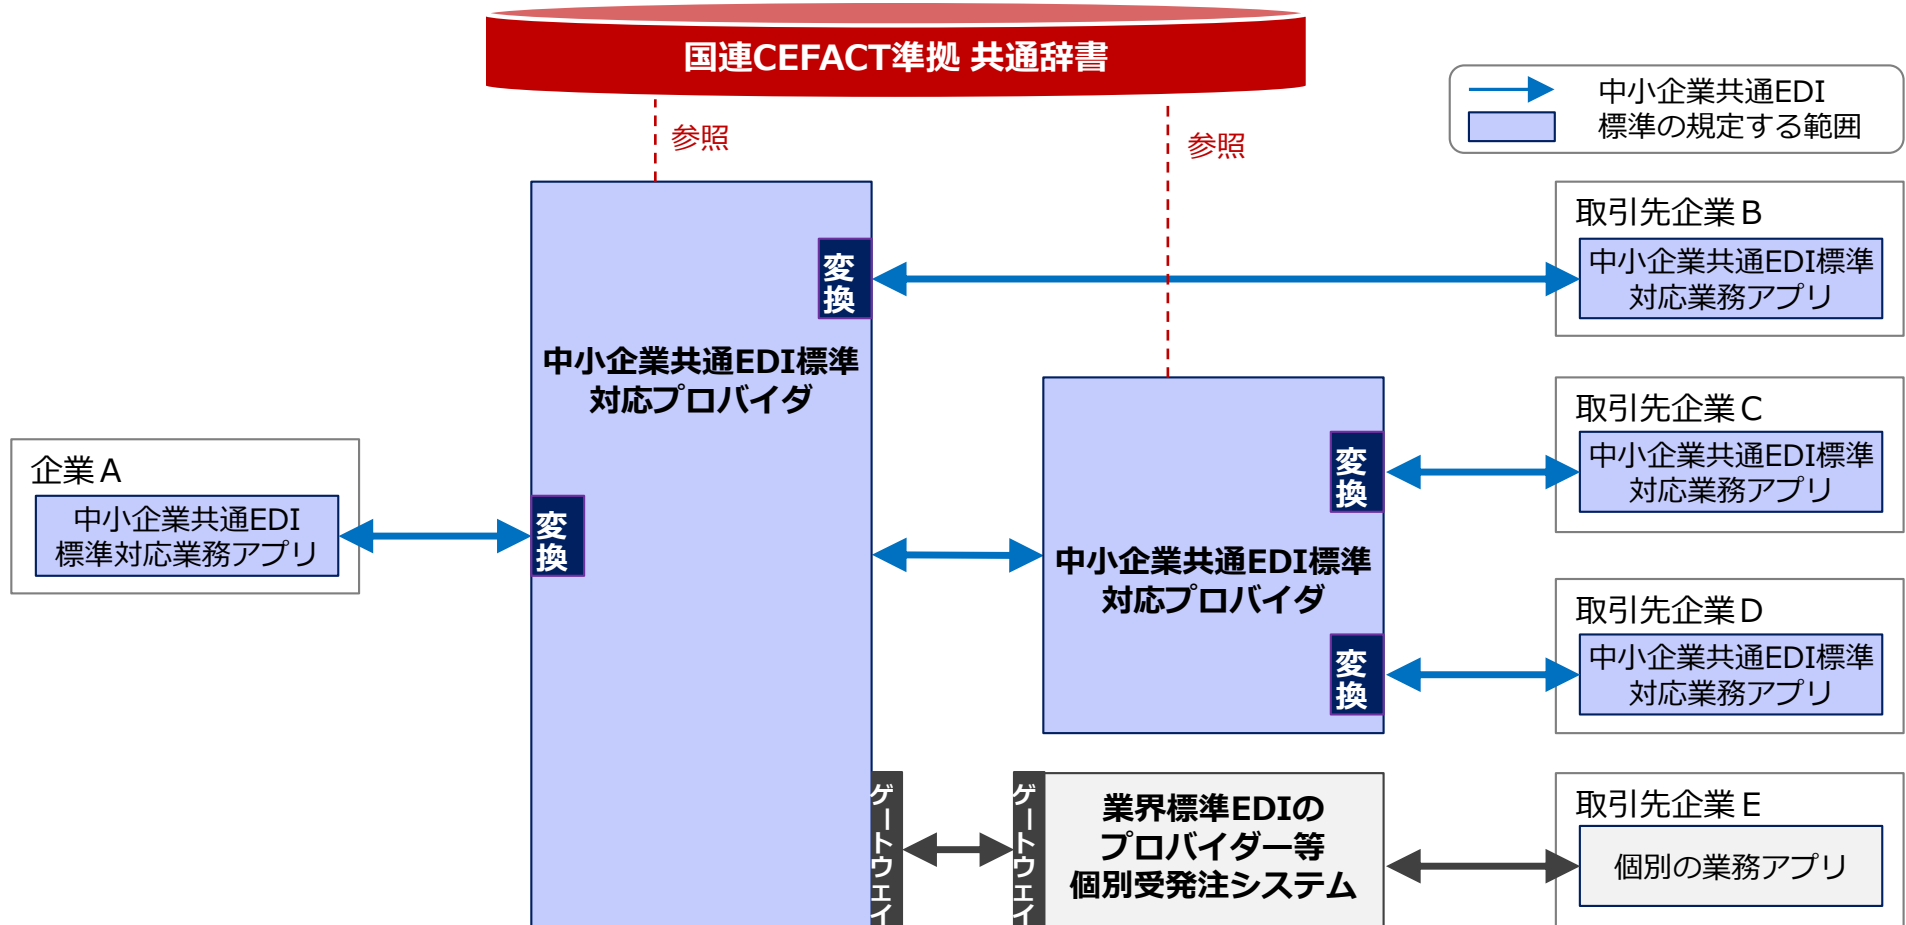 国連CEFACT準拠 共通辞書
中小企業共通EDI
標準の規定する範囲
参照
参照
取引先企業B
中小企業共通EDI標準
対応業務アプリ
変換
中小企業共通EDI標準
対応プロバイダ
取引先企業C
中小企業共通EDI標準
対応業務アプリ
変換
企業A
中小企業共通EDI
標準対応業務アプリ
変換
中小企業共通EDI標準
対応プロバイダ
取引先企業D
中小企業共通EDI標準
対応業務アプリ
変換
ゲートウェイ
ゲートウェイ
業界標準EDIの
プロバイダー等
個別受発注システム
取引先企業E
個別の業務アプリ